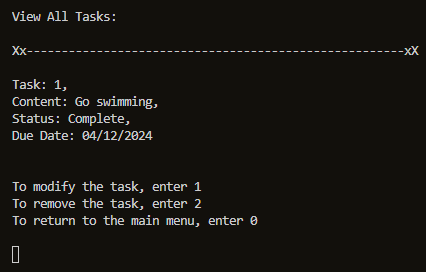 View All Tasks:
Xx------------------------------------------------------xX
Task: 1,
Content: Go swimming,
Status: Complete,
Due Date: 04/12/2024
To modify the task, enter 1
To remove the task, enter 2
To return to the main menu, enter 0